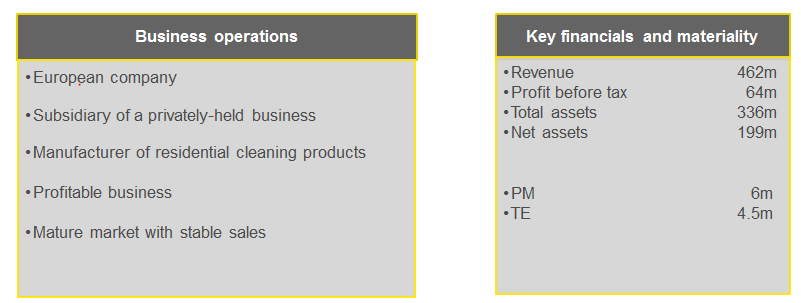 Business operations
• European company
• Subsidiary of a privately-held business
• Manufacturer of residential cleaning products
• Profitable business
• Mature market with stable sales
Key financials and materiality
• Revenue 462m
• Profit before tax 64m
• Total assets 336m
• Net assets 199m
• PM 6m
• TE 4.5m